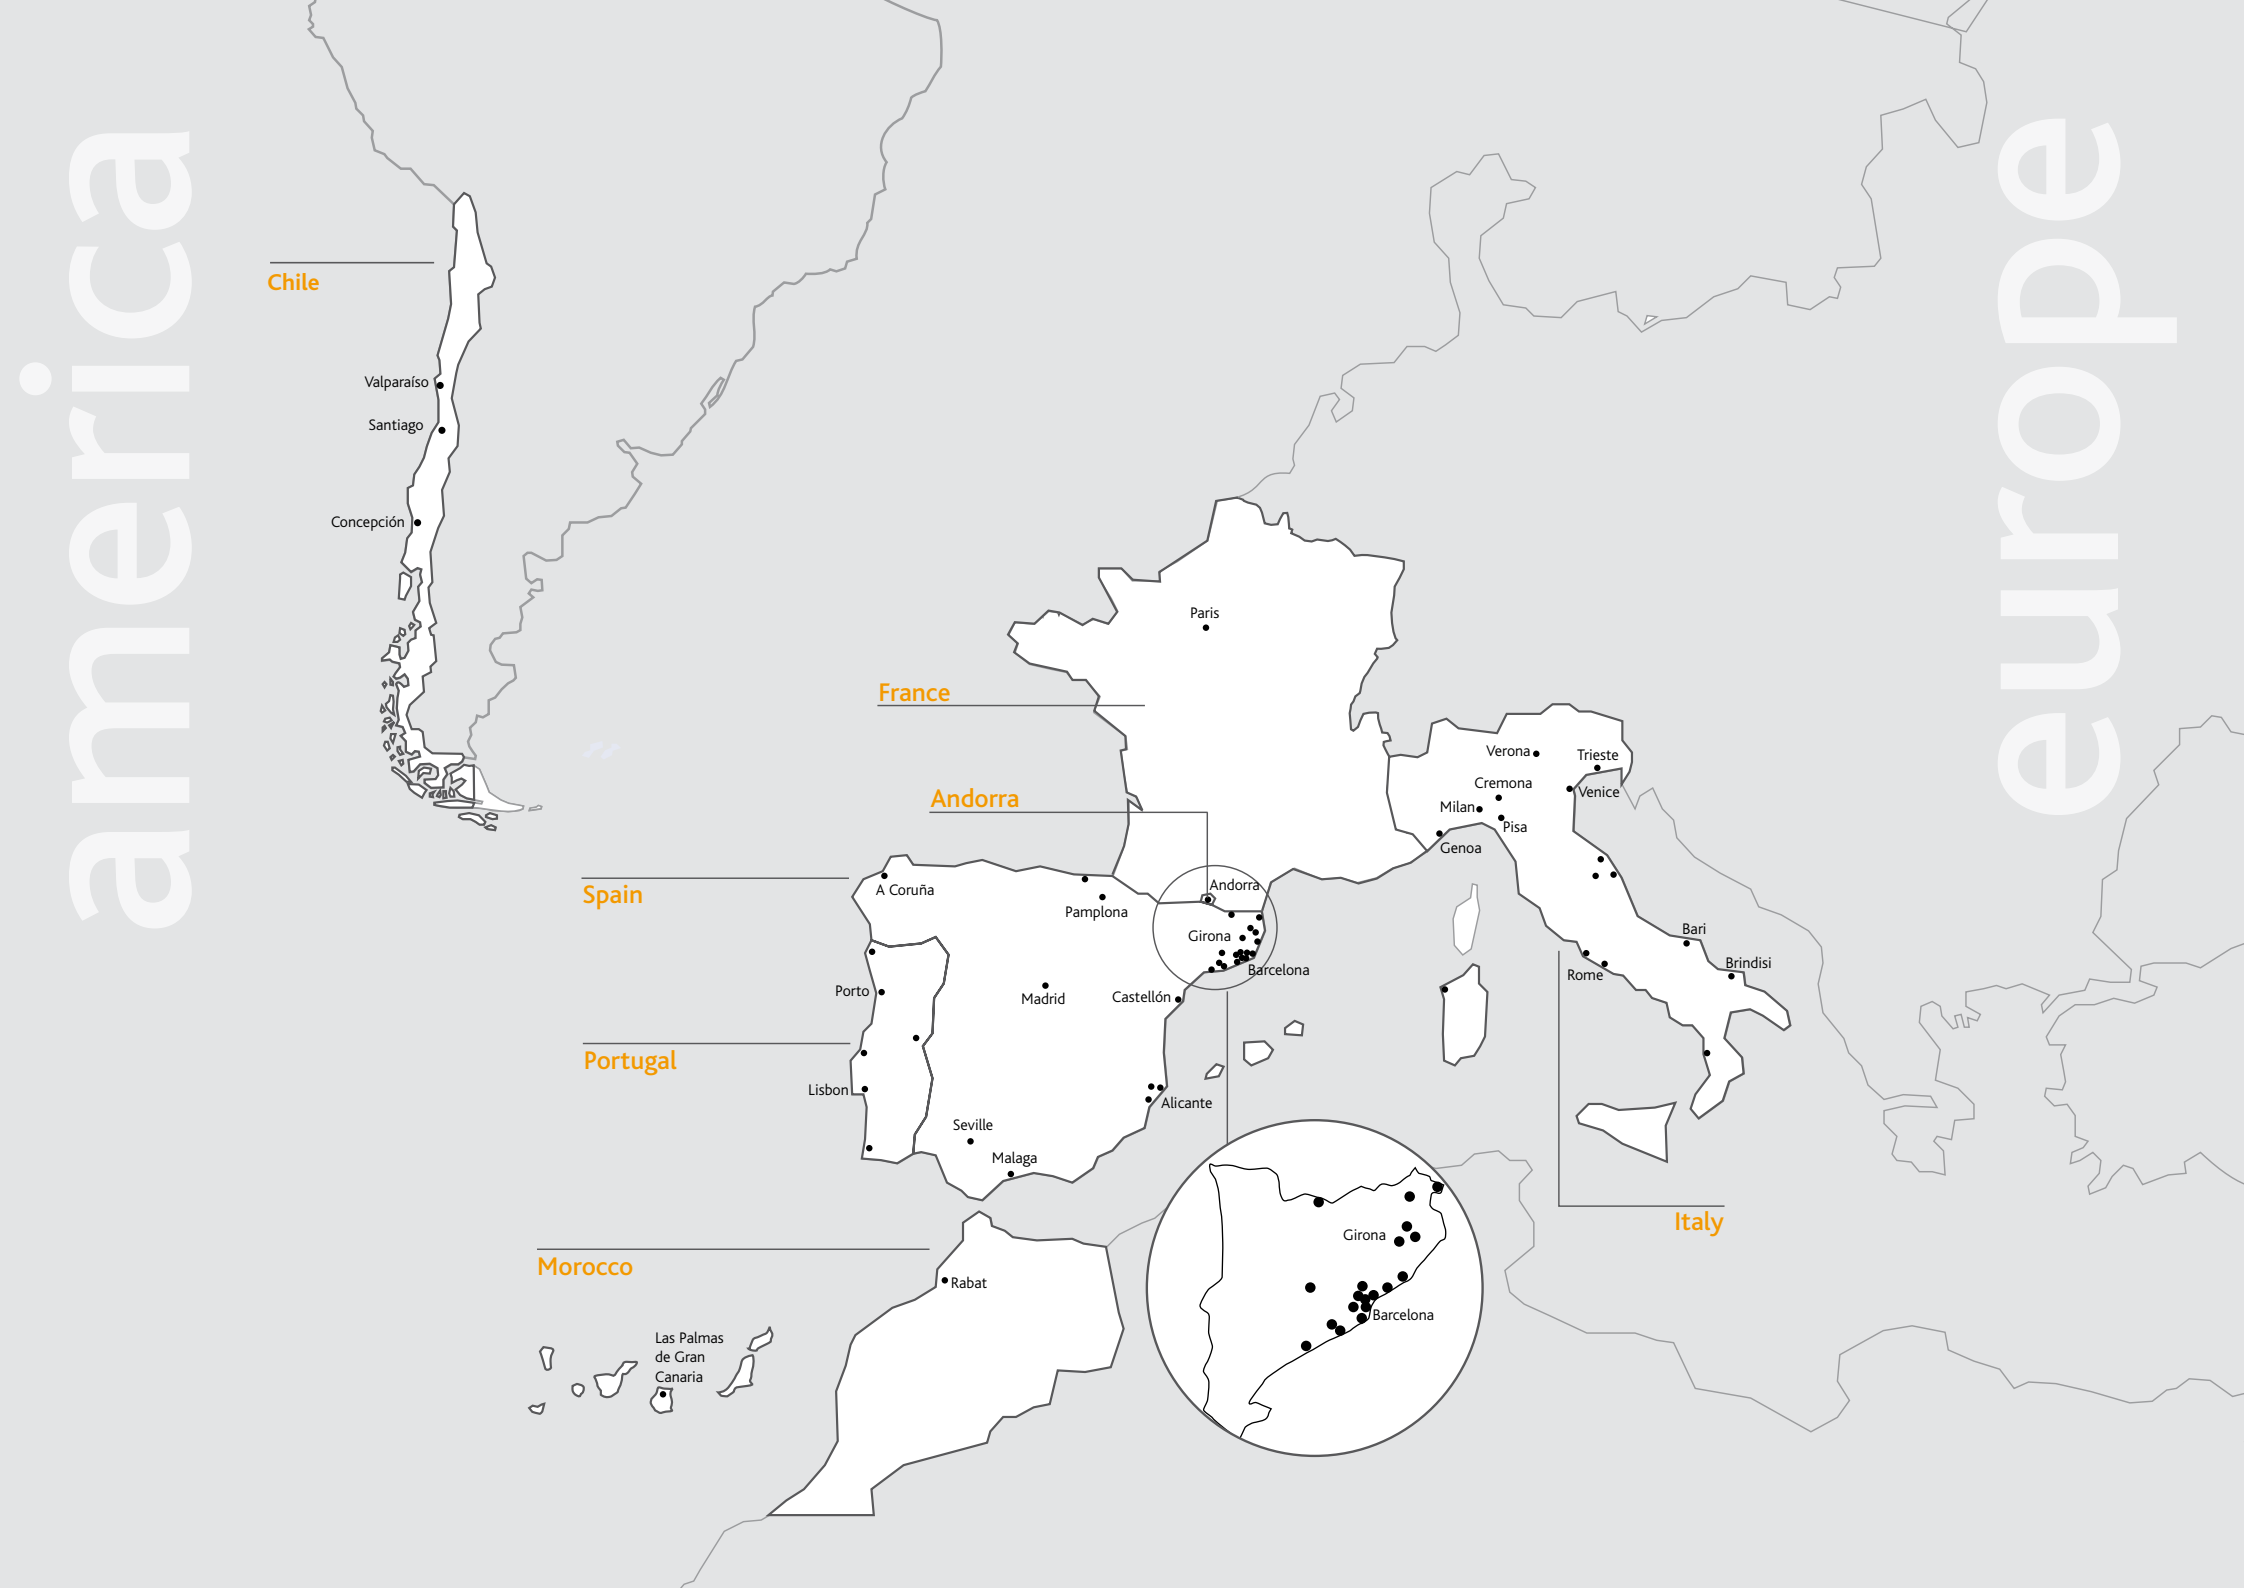 america
europe
Chile
Valparaíso
Santiago
Concepción
Paris
France
Andorra
Verona
Trieste
Cremona
Venice
Milan
Pisa
Genoa
Spain
A Coruña
Pamplona
Andorra
Girona
Barcelona
Bari
Brindisi
Rome
Porto
Madrid
Castellón
Portugal
Lisbon
Alicante
Seville
Malaga
Italy
Girona
Barcelona
Morocco
Rabat
Las Palmas
de Gran
Canaria